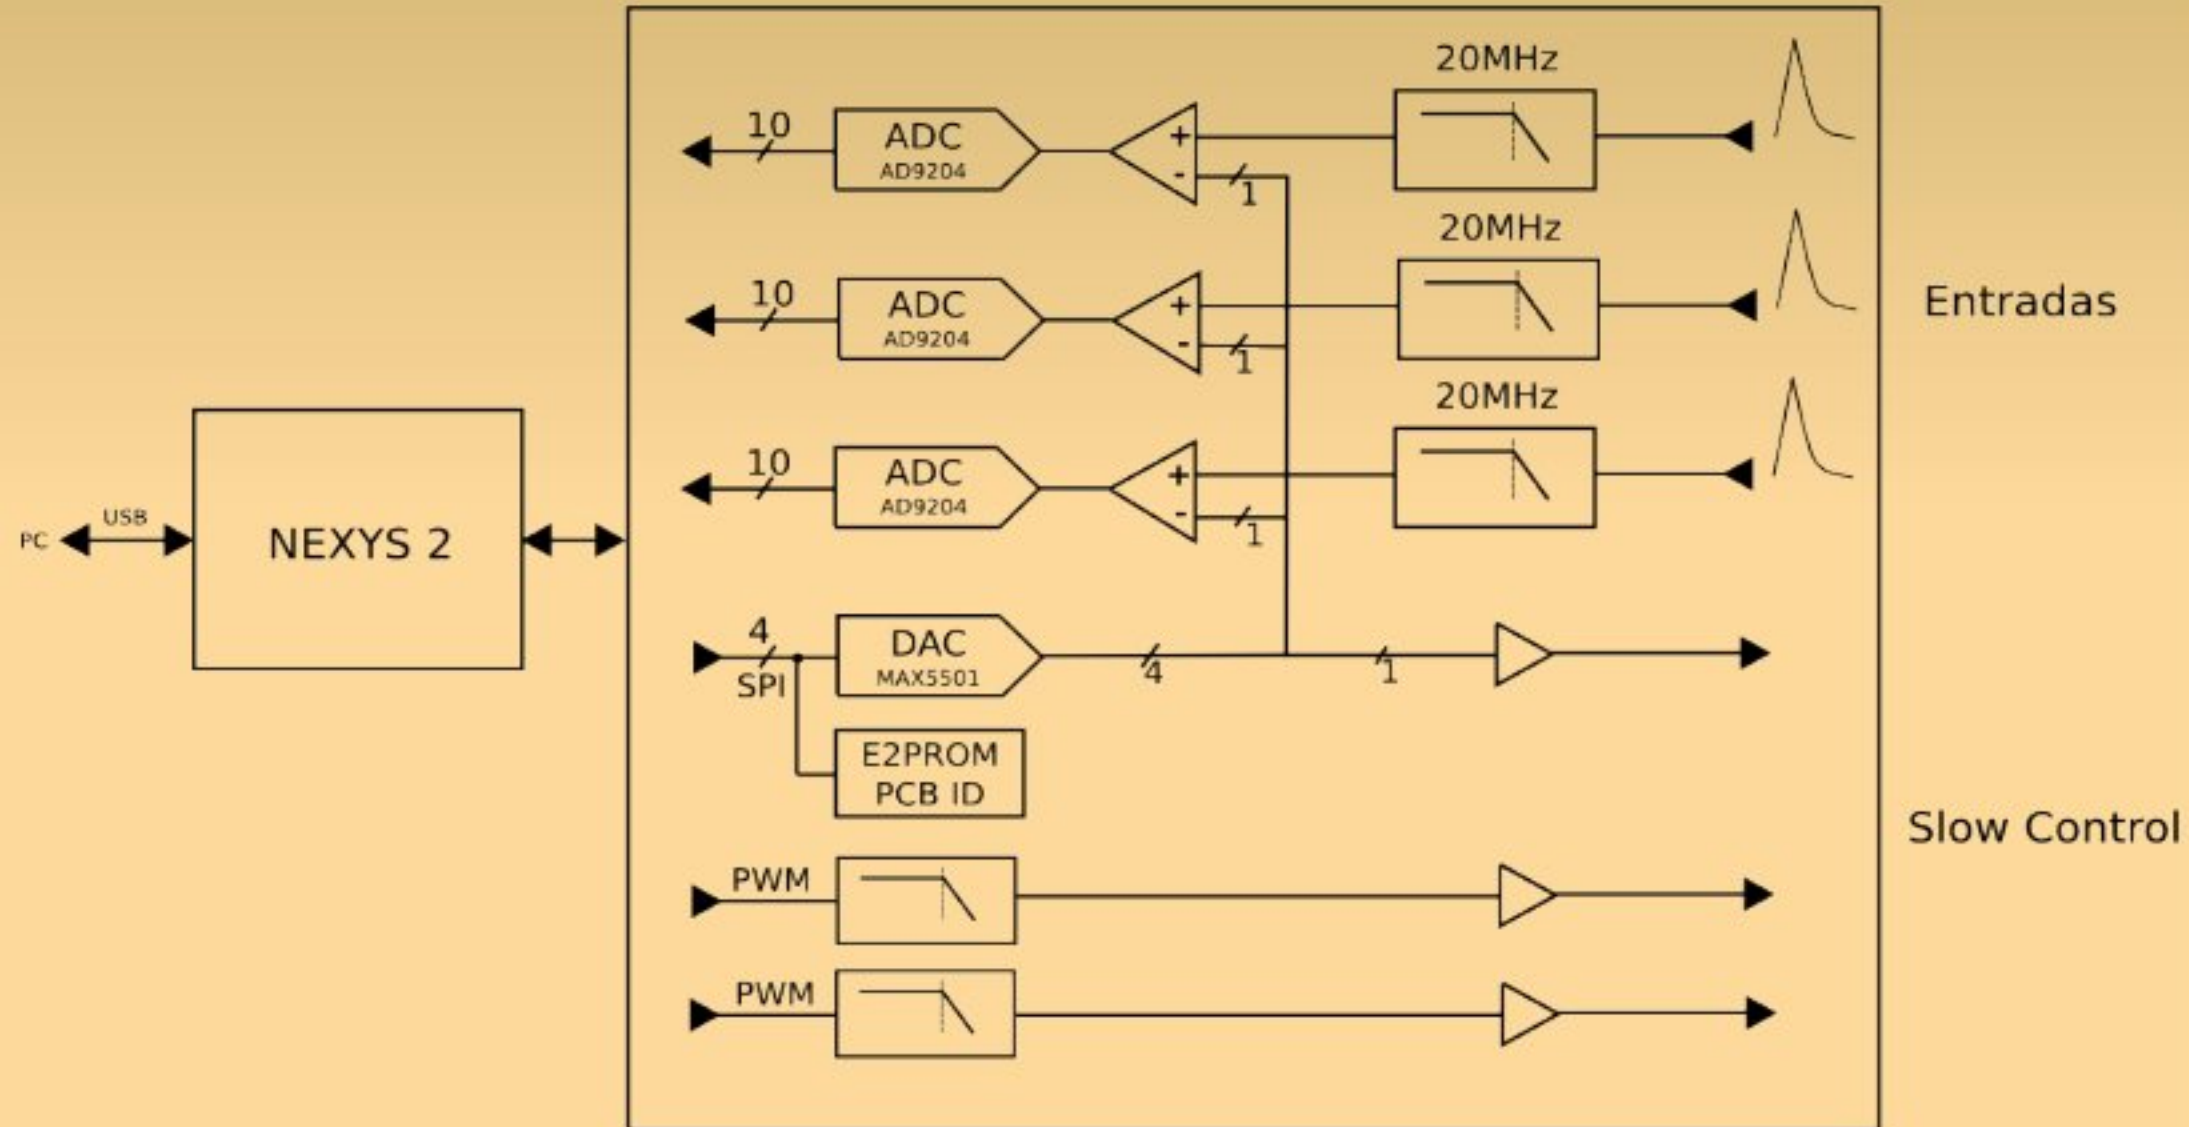 20MHz
10
ADC
AD9204
+
-
1
20MHz
10
ADC
AD9204
+
-
1
Entradas
20MHz
10
ADC
AD9204
+
-
1
PC
USB
NEXYS 2
4
SPI
DAC
MAX5501
4
1
E2PROM
PCB ID
Slow Control
PWM
PWM